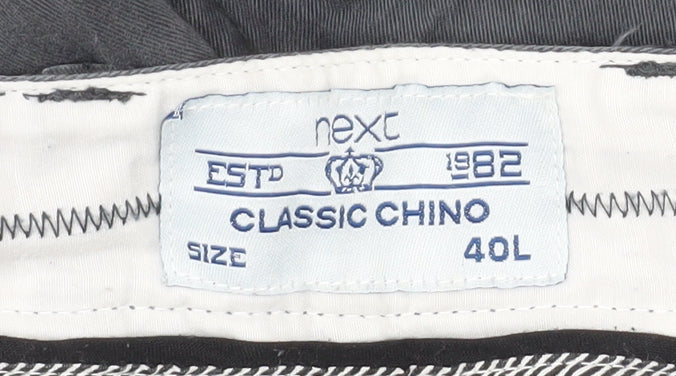 next
ESTD 1982
CLASSIC CHINO
SIZE 40L